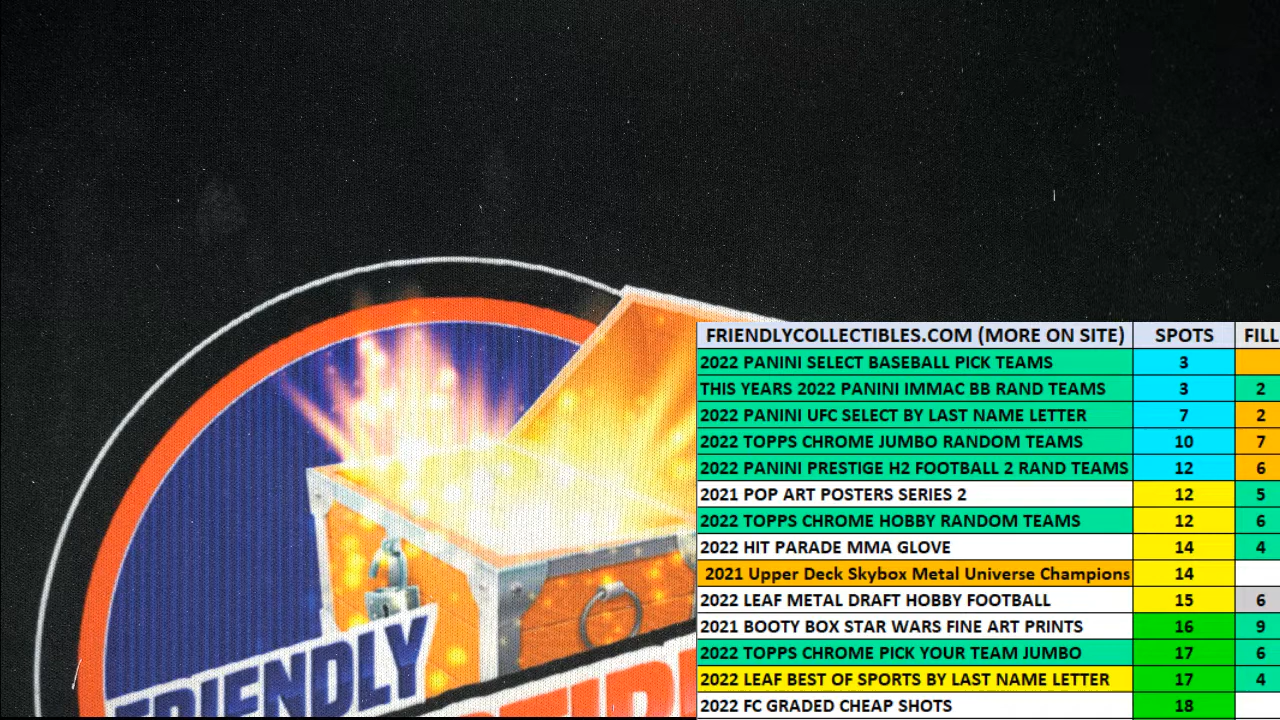 FRIENDLYCOLLECTIBLES.COM (MORE ON SITE) SPOTS FILL
2022 PANINI SELECT BASEBALL PICK TEAMS 3
THIS YEARS 2022 PANINI IMMAC BB RAND TEAMS 3 2
2022 PANINI UFC SELECT BY LAST NAME LETTER 7 2
2022 TOPPS CHROME JUMBO RANDOM TEAMS 10 7
2022 PANINI PRESTIGE H2 FOOTBALL 2 RAND TEAMS 12 6
2021 POP ART POSTERS SERIES 2 12 5
2022 TOPPS CHROME HOBBY RANDOM TEAMS 12 6
2022 HIT PARADE MMA GLOVE 14 4
2021 Upper Deck Skybox Metal Universe Champions 14
2022 LEAF METAL DRAFT HOBBY FOOTBALL 15 6
2021 BOOTY BOX STAR WARS FINE ART PRINTS 16 9
2022 TOPPS CHROME PICK YOUR TEAM JUMBO 17 6
2022 LEAF BEST OF SPORTS BY LAST NAME LETTER 17 4
2022 FC GRADED CHEAP SHOTS 18
FRIENDLY